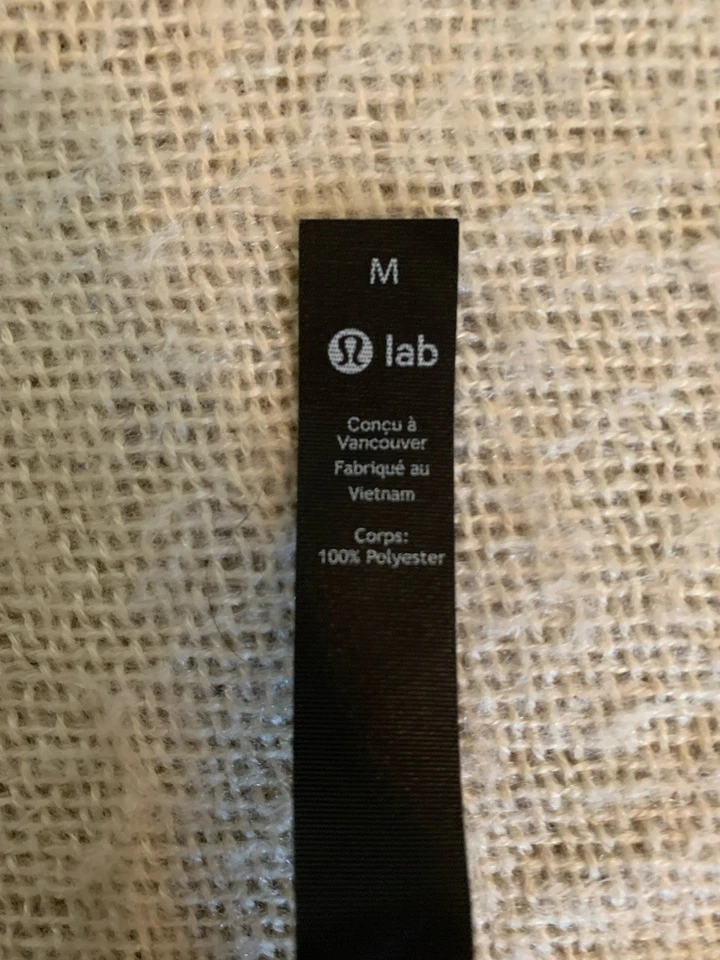 M
lab
Conçu à
Vancouver
Fabriqué au
Vietnam
Corps:
100% Polyester